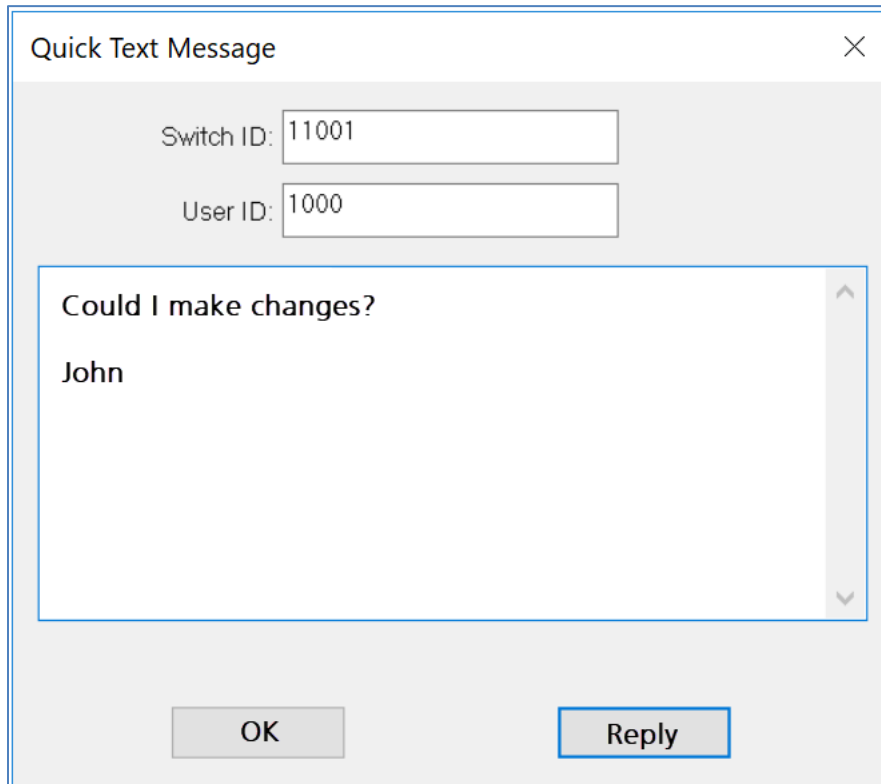 Quick Text Message
Switch ID: 11001
User ID: 1000
Could I make changes?
John
OK Reply